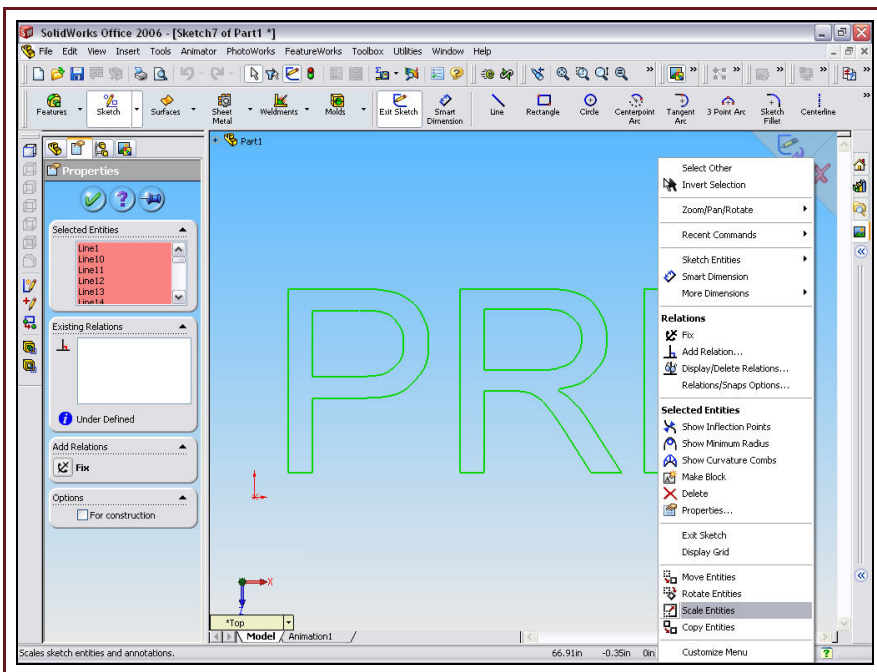 SolidWorks Office 2006 - [Sketch7 of Part1 *]
File Edit View Insert Tools Animator PhotoWorks FeatureWorks Toolbox Utilities Window Help
Features Sketch Surfaces Sheet Metal Weldments Molds Exit Sketch Smart Dimension Line Rectangle Circle Centerpoint Arc Tangent Arc 3 Point Arc Sketch Fillet Centerline
Part1
Properties
Selected Entities
Line1
Line10
Line11
Line12
Line13
Line14
Existing Relations
Under Defined
Add Relations
Fix
Options
For construction
PR
Select Other
Invert Selection
Zoom/Pan/Rotate
Recent Commands
Sketch Entities
Smart Dimension
More Dimensions
Relations
Fix
Add Relation...
Display/Delete Relations...
Relations/Snaps Options...
Selected Entities
Show Inflection Points
Show Minimum Radius
Show Curvature Combs
Make Block
Delete
Properties...
Exit Sketch
Display Grid
Move Entities
Rotate Entities
Scale Entities
Copy Entities
Customize Menu
X
Z
*Top
Model Animation1
Scales sketch entities and annotations.
66.91in -0.35in 0in